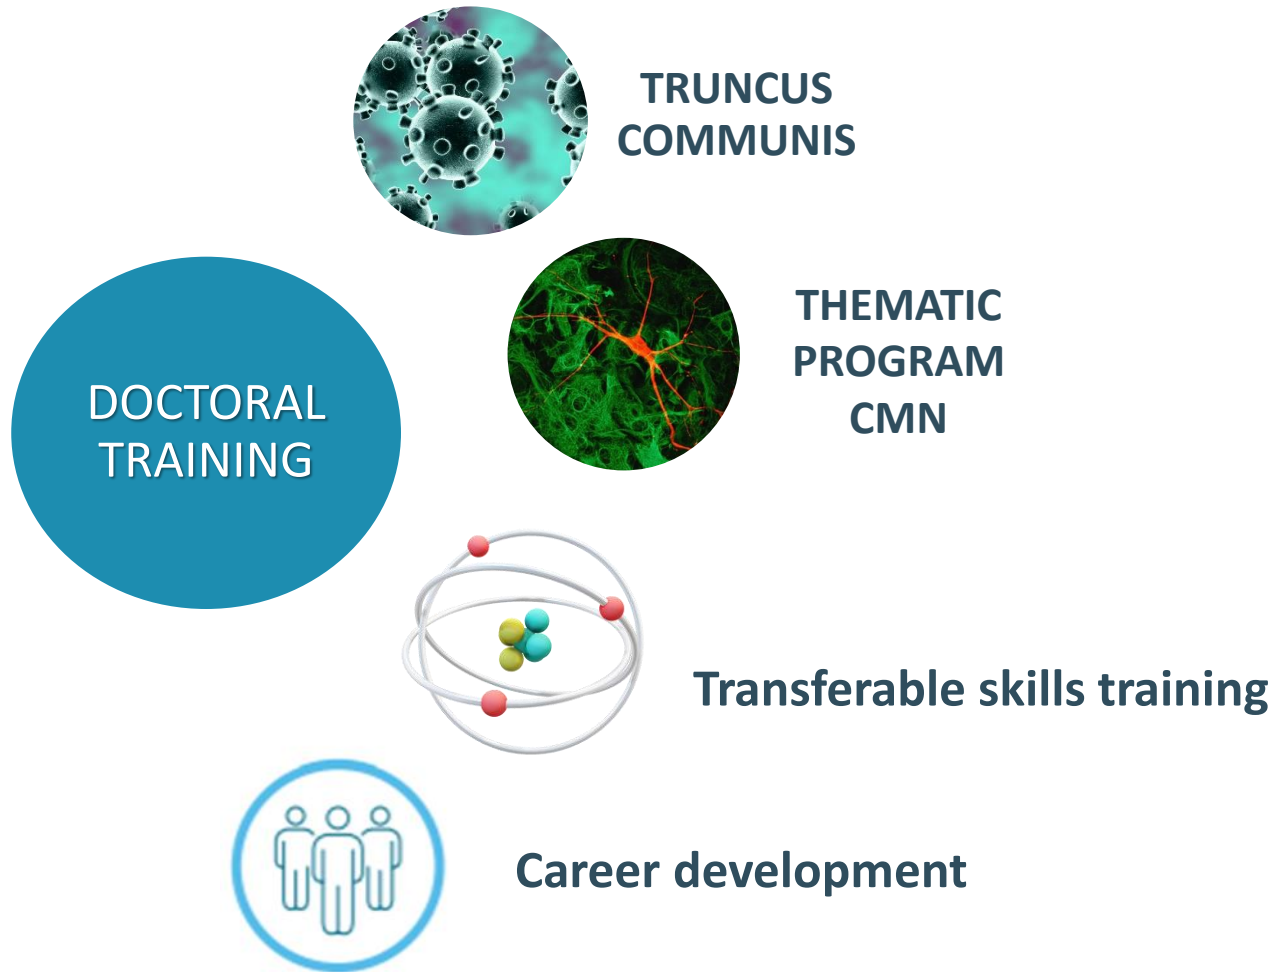 TRUNCUS
COMMUNIS
DOCTORAL
TRAINING
THEMATIC
PROGRAM
CMN
Transferable skills training
Career development